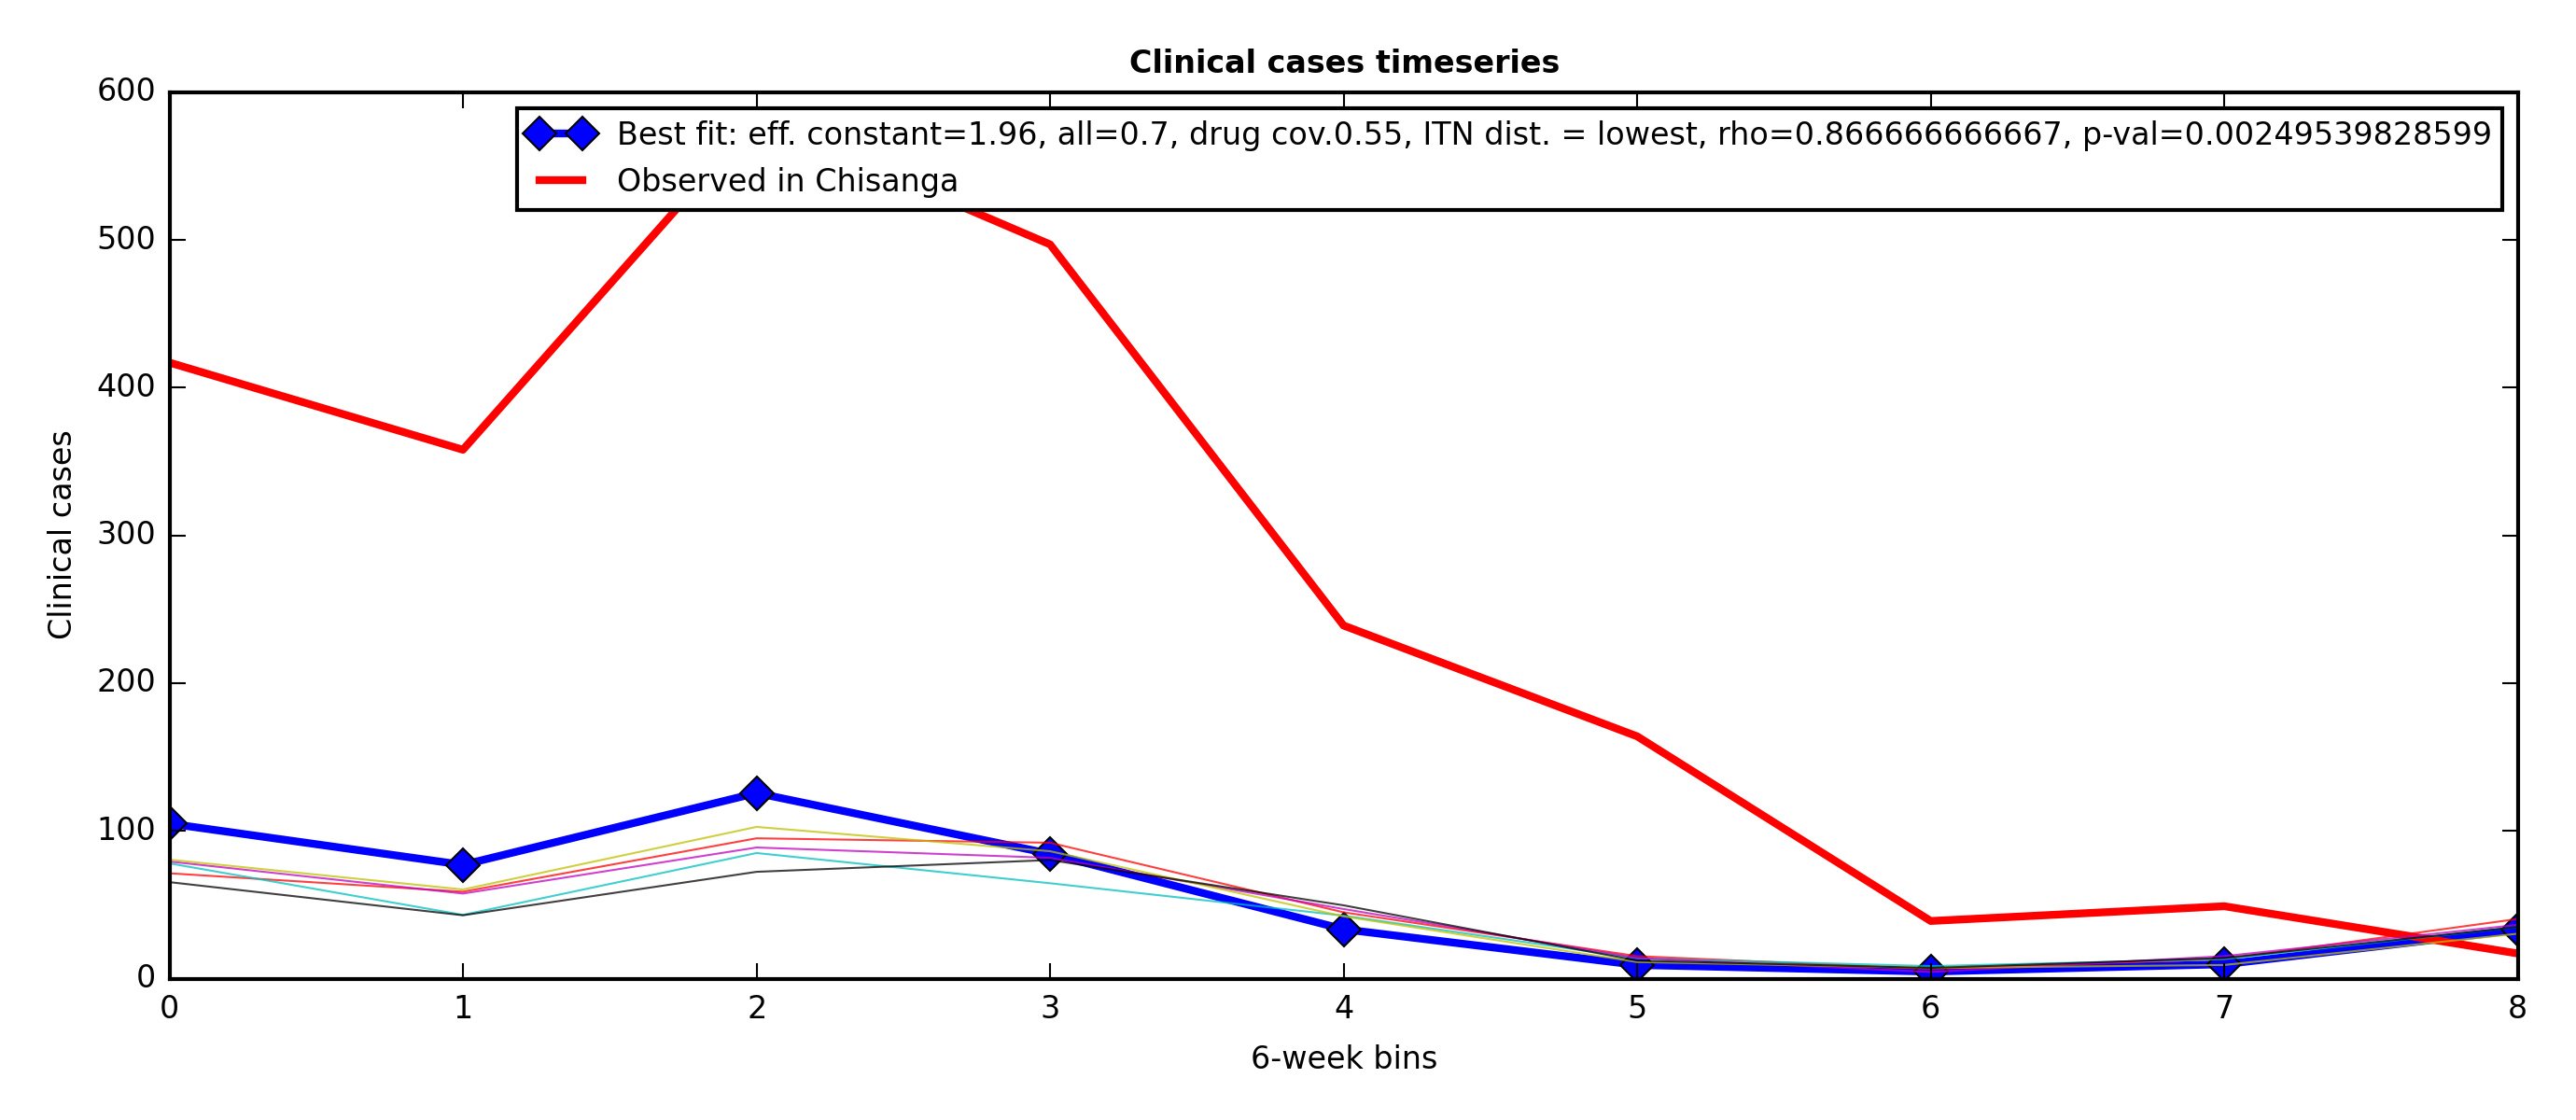 Clinical cases timeseries
Best fit: eff. constant=1.96, all=0.7, drug cov.0.55, ITN dist. = lowest, rho=0.866666666667, p-val=0.00249539828599
Observed in Chisanga
Clinical cases
600
500
400
300
200
100
0
0 1 2 3 4 5 6 7 8
6-week bins